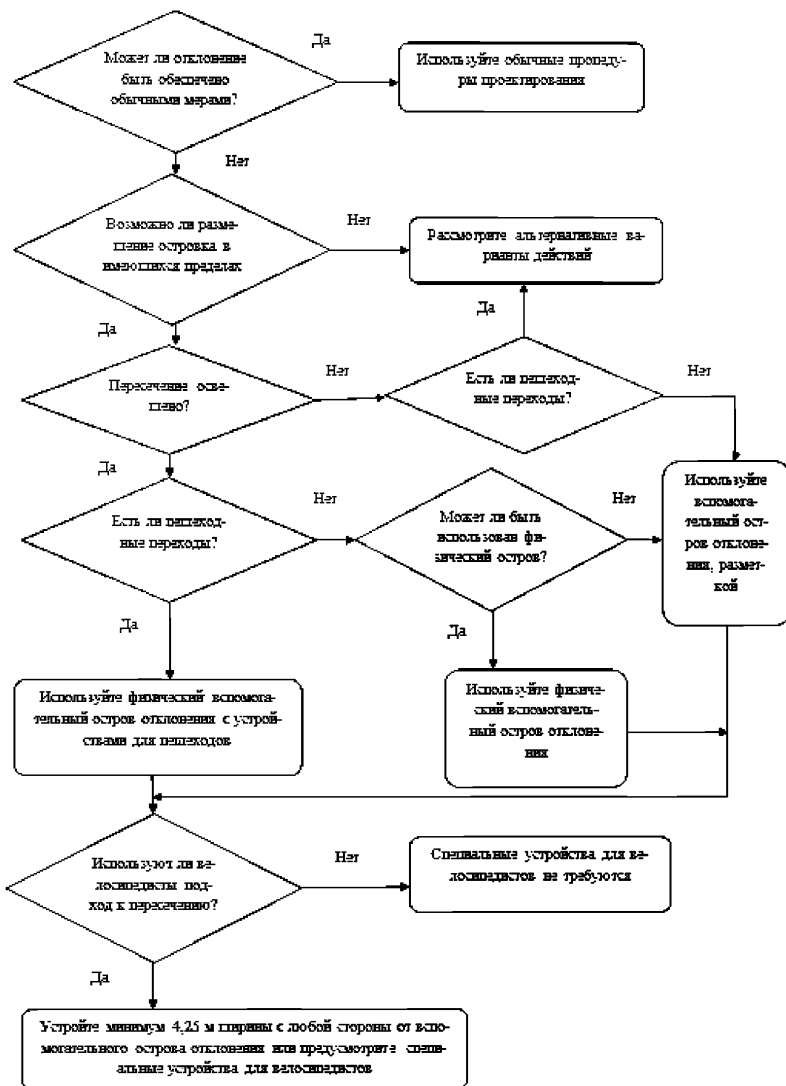 Может ли отклонение
быть обеспечено
обычными мерами?
Да
Используйте обычные процеду-
ры проектирования
Нет
Возможно ли разме-
щение островка в
имеющихся пределах
Нет
Рассмотрите альтернативные ва-
рианты действий
Да
Да
Пересечение осве-
щено?
Нет
Есть ли пешеход-
ные переходы?
Нет
Да
Есть ли пешеход-
ные переходы?
Нет
Может ли быть
использован фи-
зический остров?
Нет
Используйте
вспомога-
тельный ост-
ров отклоне-
ния, размет-
кой
Да
Да
Используйте физический вспомога-
тельный остров отклонения с устрой-
ствами для пешеходов
Используйте физиче-
ский вспомогатель-
ный остров отклоне-
ния
Используют ли ве-
лосипедисты под-
ход к пересечению?
Нет
Специальные устройства для ве-
лосипедистов не требуются
Да
Устройте минимум 4,25 м ширины с любой стороны от вспо-
могательного острова отклонения или предусмотрите специ-
альные устройства для велосипедистов